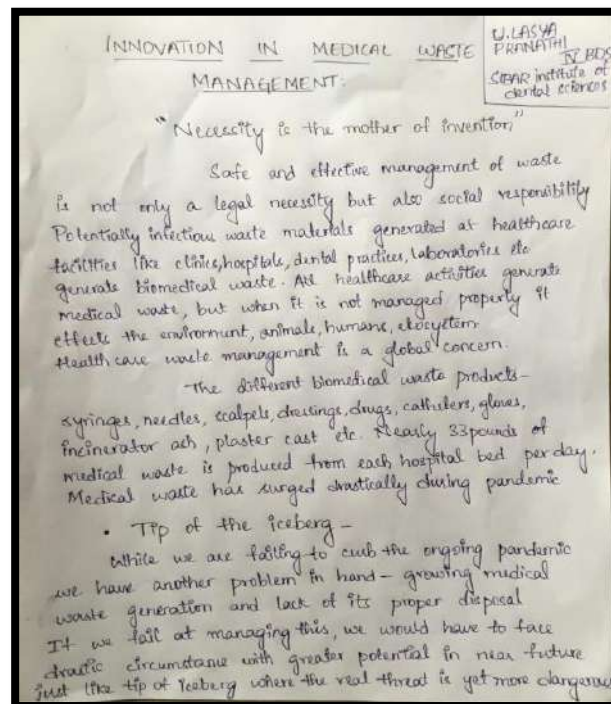 INNOVATION IN MEDICAL WASTE
MANAGEMENT:
U. LASYA
PRANATHI
IV BDS
SIBAR institute of
dental sciences
"Necessity is the mother of invention,"
Safe and effective management of waste
is not only a legal necessity but also social responsibility
Potentially infectious waste materials generated at healthcare
facilities like clinics, hospitals, dental practices, laboratories etc
generate biomedical waste. All healthcare activities generate
medical waste, but when it is not managed properly it
effects the environment, animals, humans, ekosystem
Health care waste management is a global concern.
The different biomedical waste products -
syringes, needles, scalpels, dressings, drugs, catheters, gloves,
incinerator ash, plaster cast etc. Nearly 33 pounds of
medical waste is produced from each hospital bed per day.
Medical waste has surged drastically during pandemic
• Tip of the iceberg -
While we are failing to curb the ongoing pandemic
we have another problem in hand - growing medical
waste generation and lack of its proper disposal
If we fail at managing this, we would have to face
drastic circumstance with greater potential in near future
just like tip of iceberg where the real threat is yet more dangerous